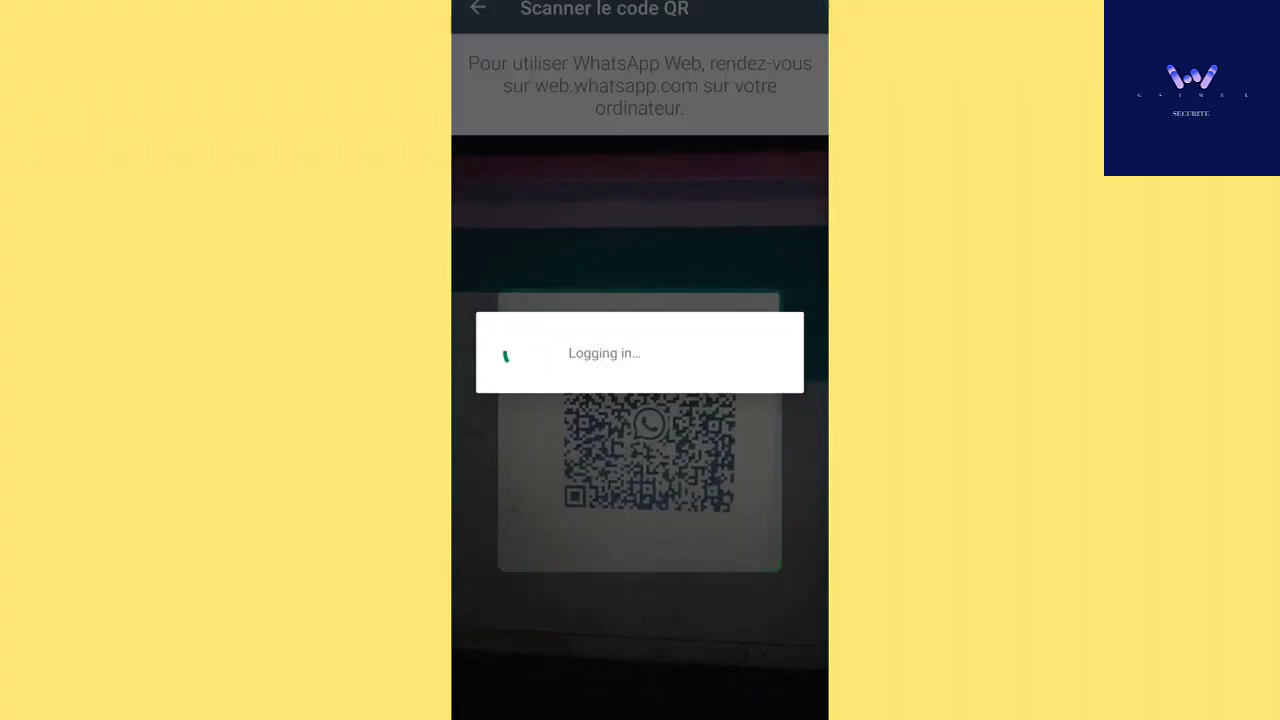 Scanner le code QR
Pour utiliser WhatsApp Web, rendez-vous
sur web.whatsapp.com sur votre
ordinateur.
Logging in...
G S I M E L
SECURITE